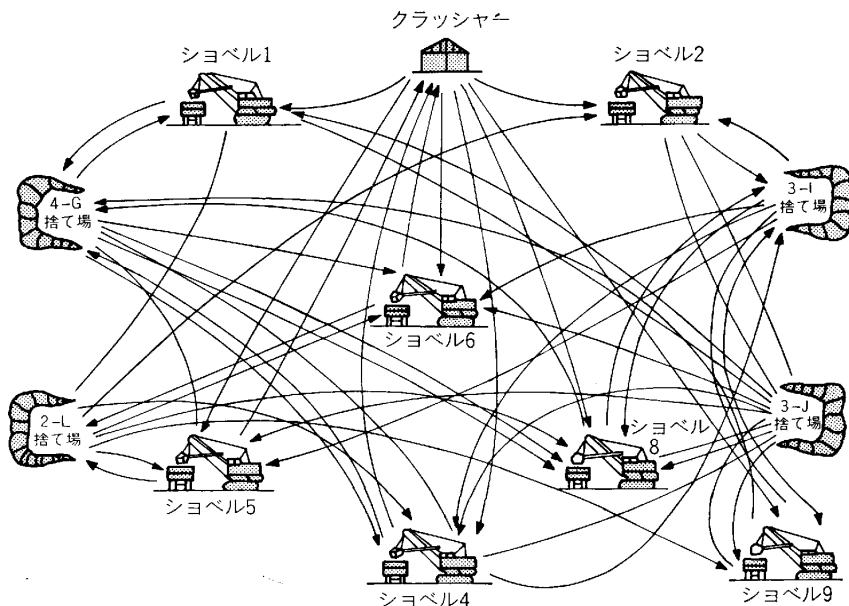 クラッシャー
ショベル1
ショベル2
4-G
捨て場
3-I
捨て場
ショベル6
2-L
捨て場
ショベル
8
3-J
捨て場
ショベル5
ショベル4
ショベル9